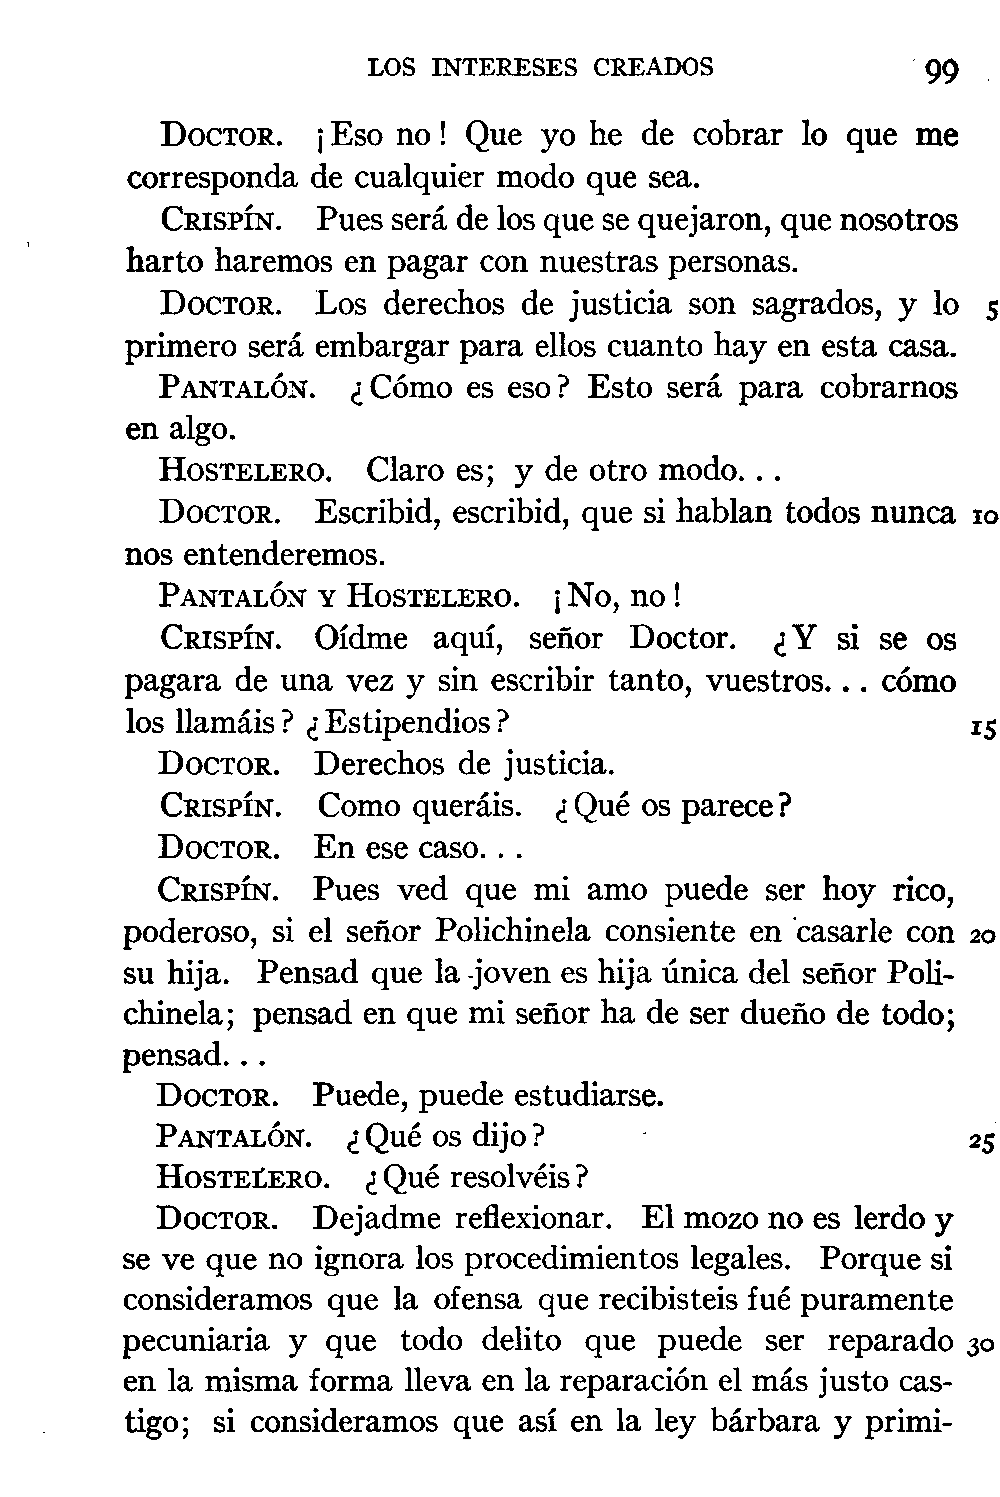 LOS INTERESES CREADOS 99
DOCTOR. ¡Eso no! Que yo he de cobrar lo que me
corresponda de cualquier modo que sea.
CRISPÍN. Pues será de los que se quejaron, que nosotros
harto haremos en pagar con nuestras personas.
DOCTOR. Los derechos de justicia son sagrados, y lo 5
primero será embargar para ellos cuanto hay en esta casa.
PANTALÓN. ¿Cómo es eso? Esto será para cobrarnos
en algo.
HOSTELERO. Claro es; y de otro modo. . .
DOCTOR. Escribid, escribid, que si hablan todos nunca 10
nos entenderemos.
PANTALÓN Y HOSTELERO. ¡No, no!
CRISPÍN. Oídme aquí, señor Doctor. ¿Y si se os
pagara de una vez y sin escribir tanto, vuestros. . . cómo
los llamáis? ¿Estipendios? 15
DOCTOR. Derechos de justicia.
CRISPÍN. Como queráis. ¿Qué os parece?
DOCTOR. En ese caso. . .
CRISPÍN. Pues ved que mi amo puede ser hoy rico,
poderoso, si el señor Polichinela consiente en casarle con 20
su hija. Pensad que la joven es hija única del señor Poli-
chinela; pensad en que mi señor ha de ser dueño de todo;
pensad. . .
DOCTOR. Puede, puede estudiarse.
PANTALÓN. ¿Qué os dijo? 25
HOSTELERO. ¿Qué resolvéis?
DOCTOR. Dejadme reflexionar. El mozo no es lerdo y
se ve que no ignora los procedimientos legales. Porque si
consideramos que la ofensa que recibisteis fué puramente
pecuniaria y que todo delito que puede ser reparado 30
en la misma forma lleva en la reparación el más justo cas-
tigo; si consideramos que así en la ley bárbara y primi-